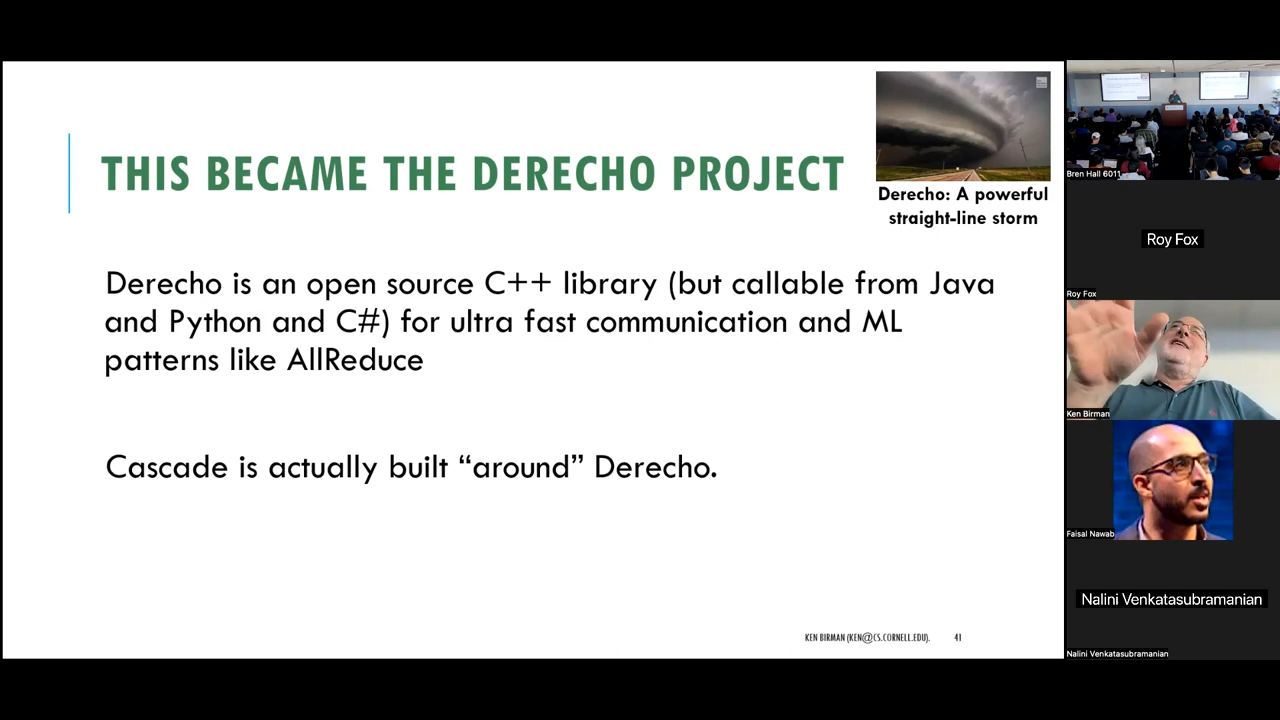 THIS BECAME THE DERECHO PROJECT
Derecho: A powerful
straight-line storm
Derecho is an open source C++ library (but callable from Java
and Python and C#) for ultra fast communication and ML
patterns like AllReduce
Cascade is actually built “around” Derecho.
KEN BIRMAN (KEN@CS.CORNELL.EDU).
41
Bren Hall 6011
Roy Fox
Roy Fox
Ken Birman
Faisal Nawab
Nalini Venkatasubramanian
Nalini Venkatasubramanian